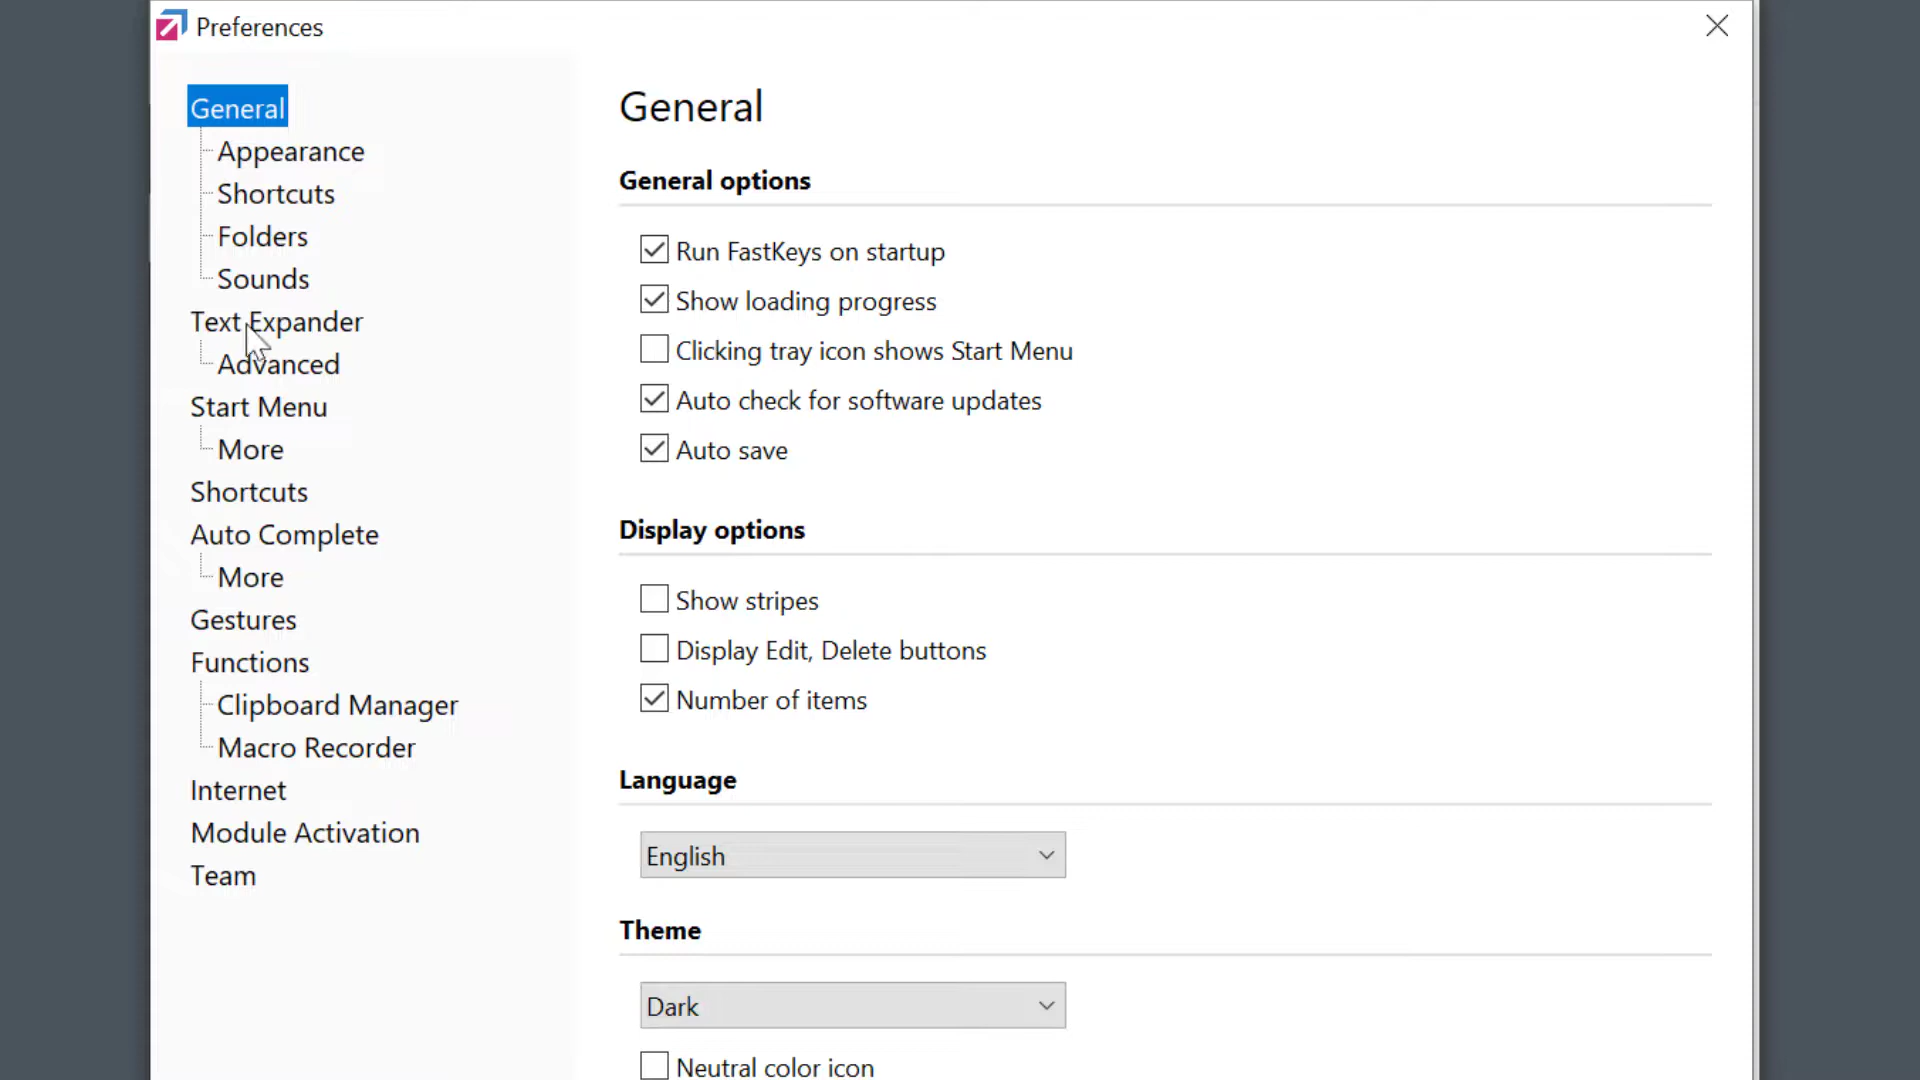 Preferences
General
Appearance
Shortcuts
Folders
Sounds
Text Expander
Advanced
Start Menu
More
Shortcuts
Auto Complete
More
Gestures
Functions
Clipboard Manager
Macro Recorder
Internet
Module Activation
Team
General
General options
Run FastKeys on startup
Show loading progress
Clicking tray icon shows Start Menu
Auto check for software updates
Auto save
Display options
Show stripes
Display Edit, Delete buttons
Number of items
Language
English
Theme
Dark
Neutral color icon